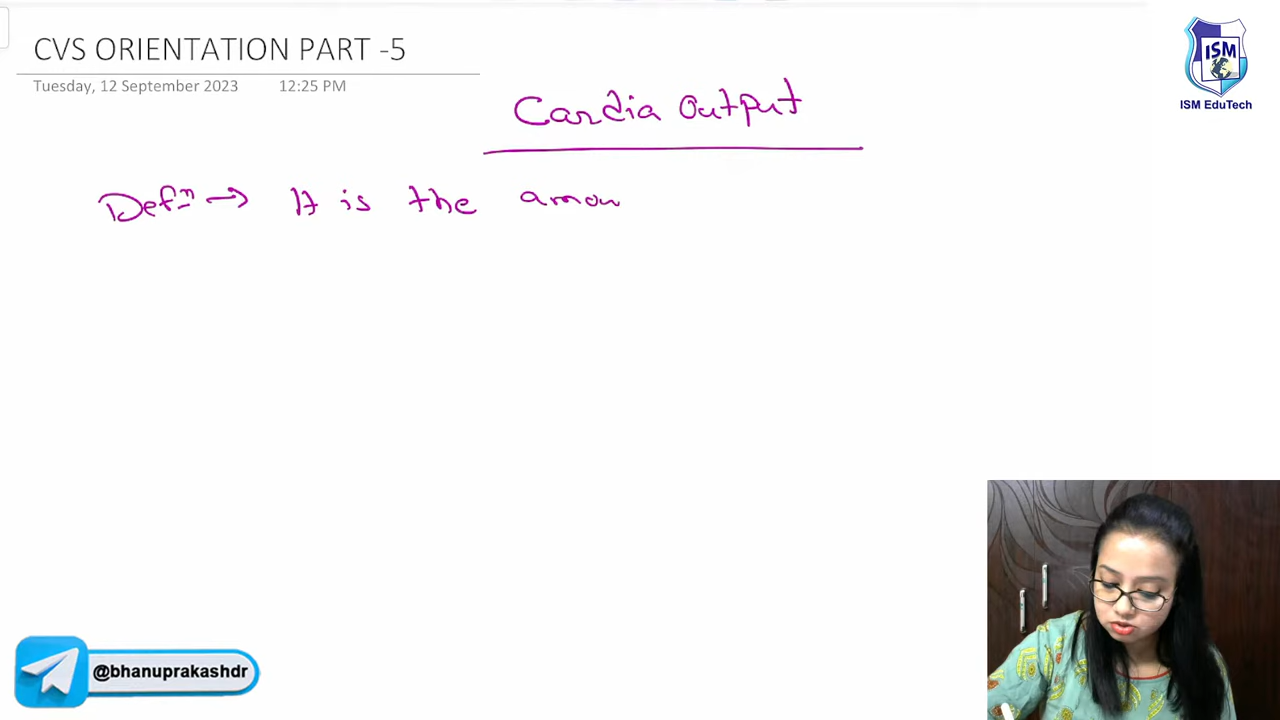 CVS ORIENTATION PART -5
Tuesday, 12 September 2023 12:25 PM
ISM
ISM EduTech
Cardia Output
Defⁿ → It is the amou
@bhanuprakashdr